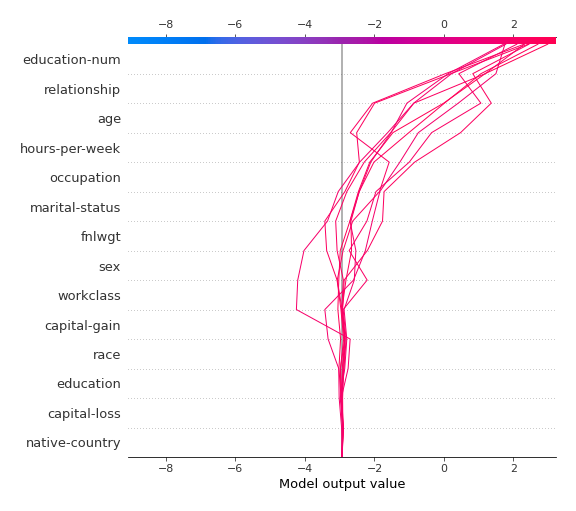 −8 −6 −4 −2 0 2
education-num
relationship
age
hours-per-week
occupation
marital-status
fnlwgt
sex
workclass
capital-gain
race
education
capital-loss
native-country
−8 −6 −4 −2 0 2
Model output value